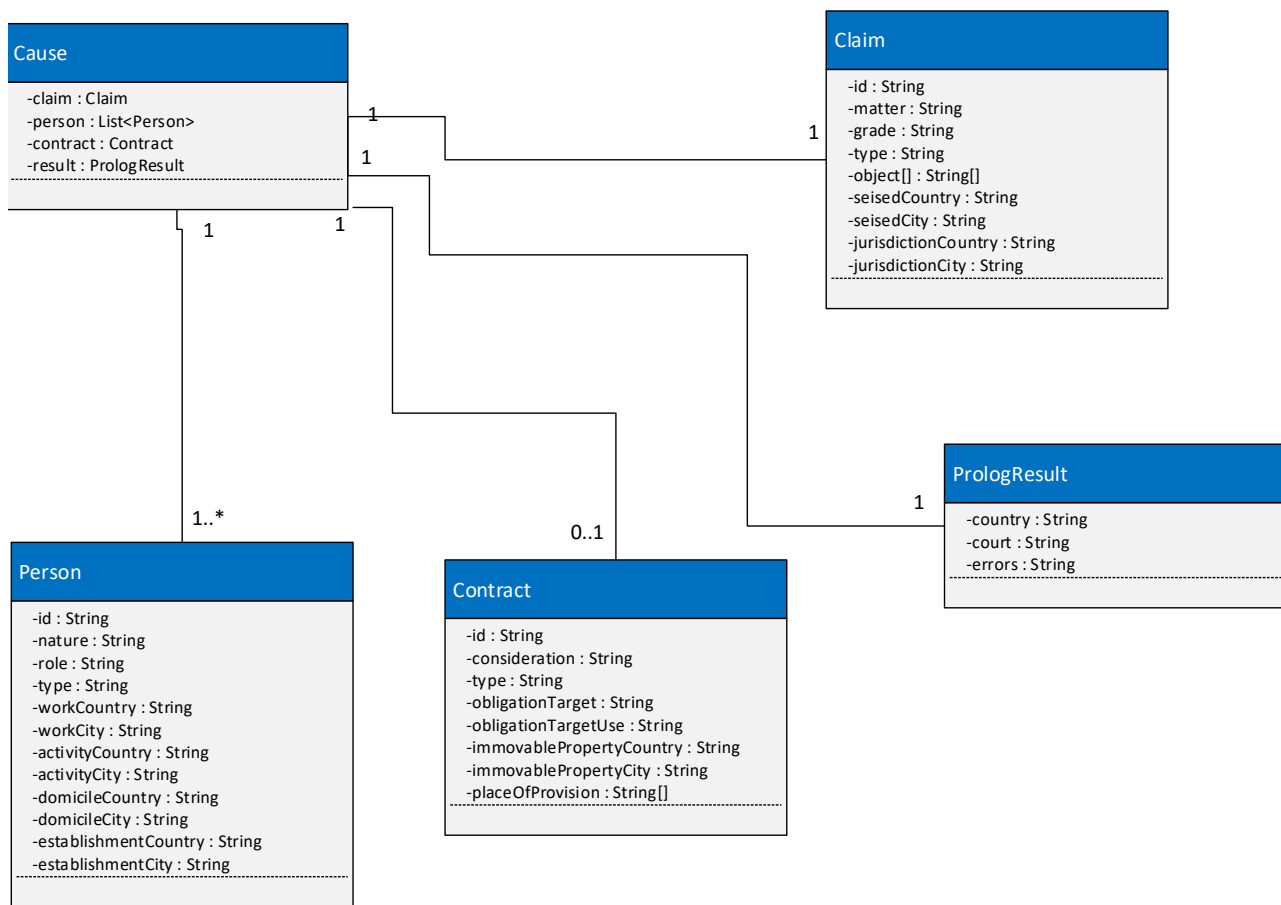 Cause
-claim : Claim
-person : List<Person>
-contract : Contract
-result : PrologResult
1
1
1
1
Claim
-id : String
-matter : String
-grade : String
-type : String
-object[] : String[]
-seisedCountry : String
-seisedCity : String
-jurisdictionCountry : String
-jurisdictionCity : String
1
PrologResult
-country : String
-court : String
-errors : String
1
1..*
Person
-id : String
-nature : String
-role : String
-type : String
-workCountry : String
-workCity : String
-activityCountry : String
-activityCity : String
-domicileCountry : String
-domicileCity : String
-establishmentCountry : String
-establishmentCity : String
0..1
Contract
-id : String
-consideration : String
-type : String
-obligationTarget : String
-obligationTargetUse : String
-immovablePropertyCountry : String
-immovablePropertyCity : String
-placeOfProvision : String[]